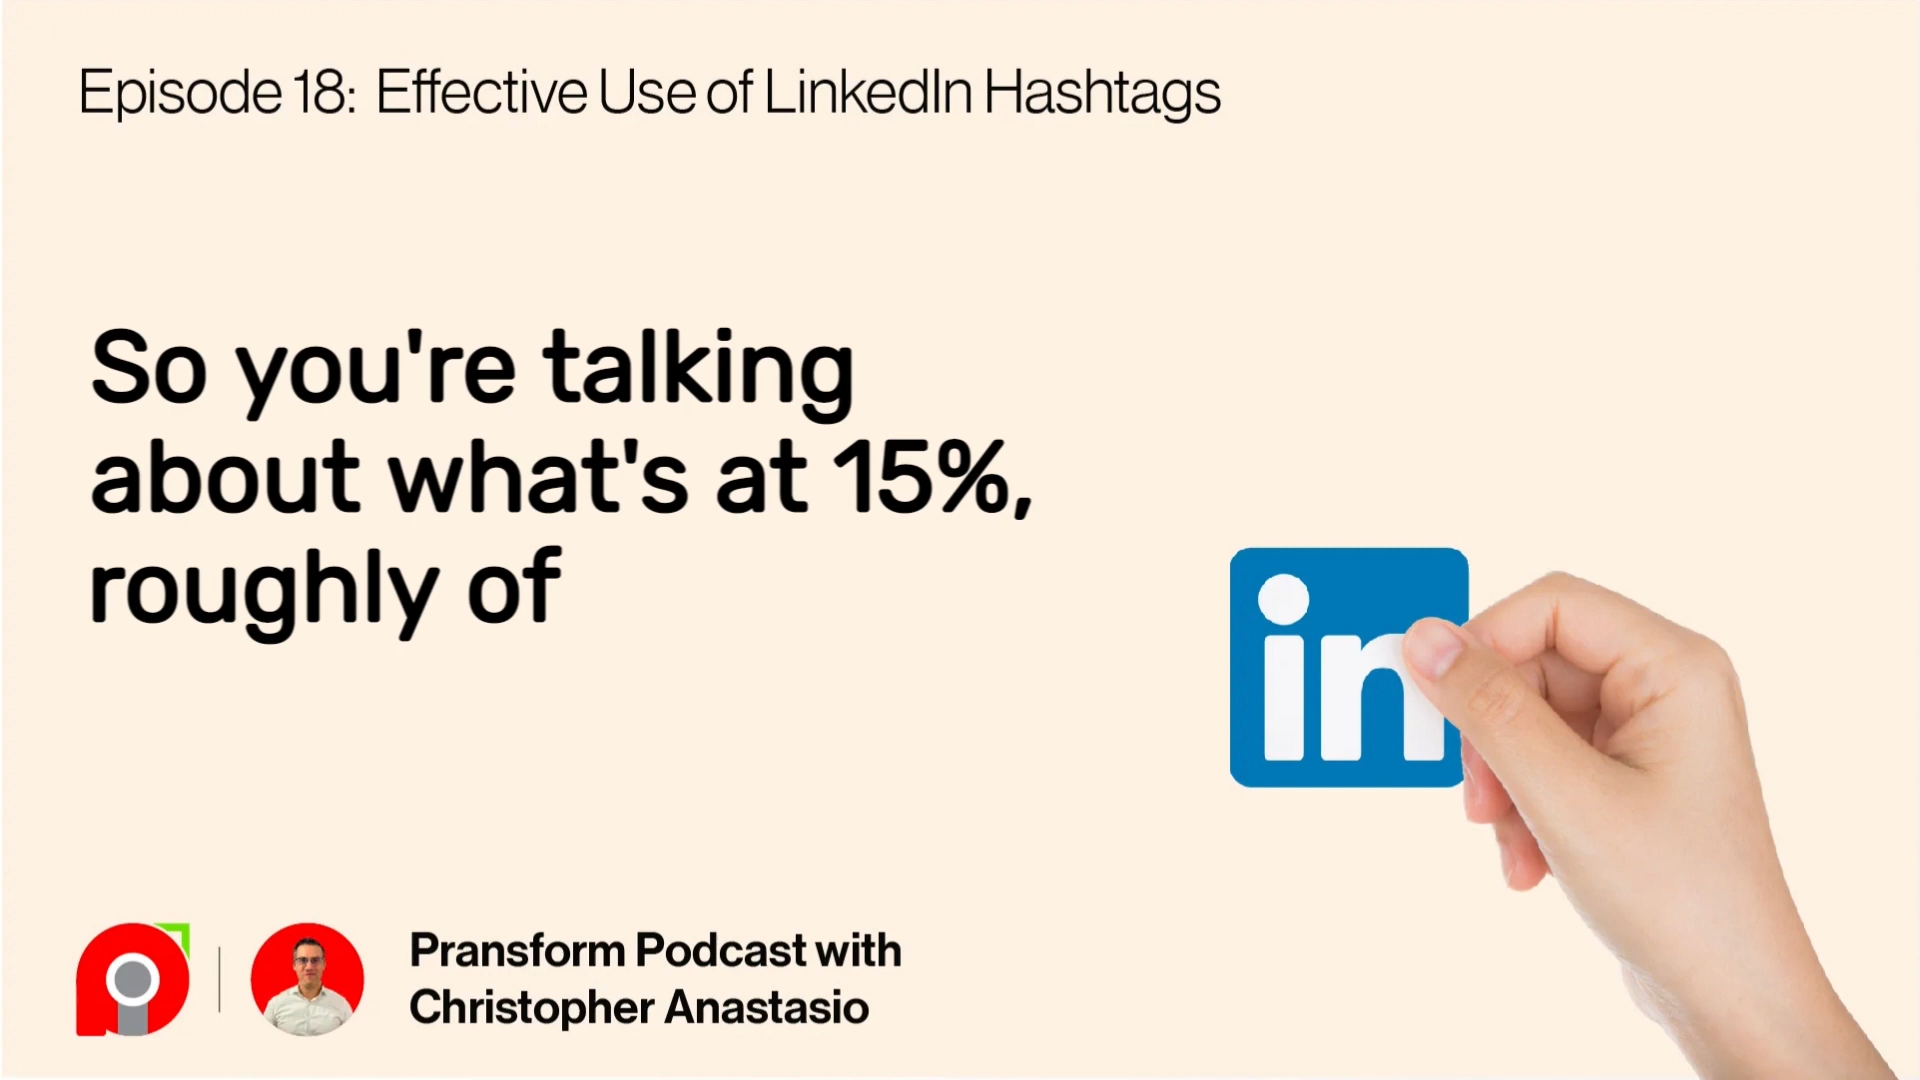 Episode 18: Effective Use of LinkedIn Hashtags
So you're talking
about what's at 15%,
roughly of
in
Pransform Podcast with
Christopher Anastasio